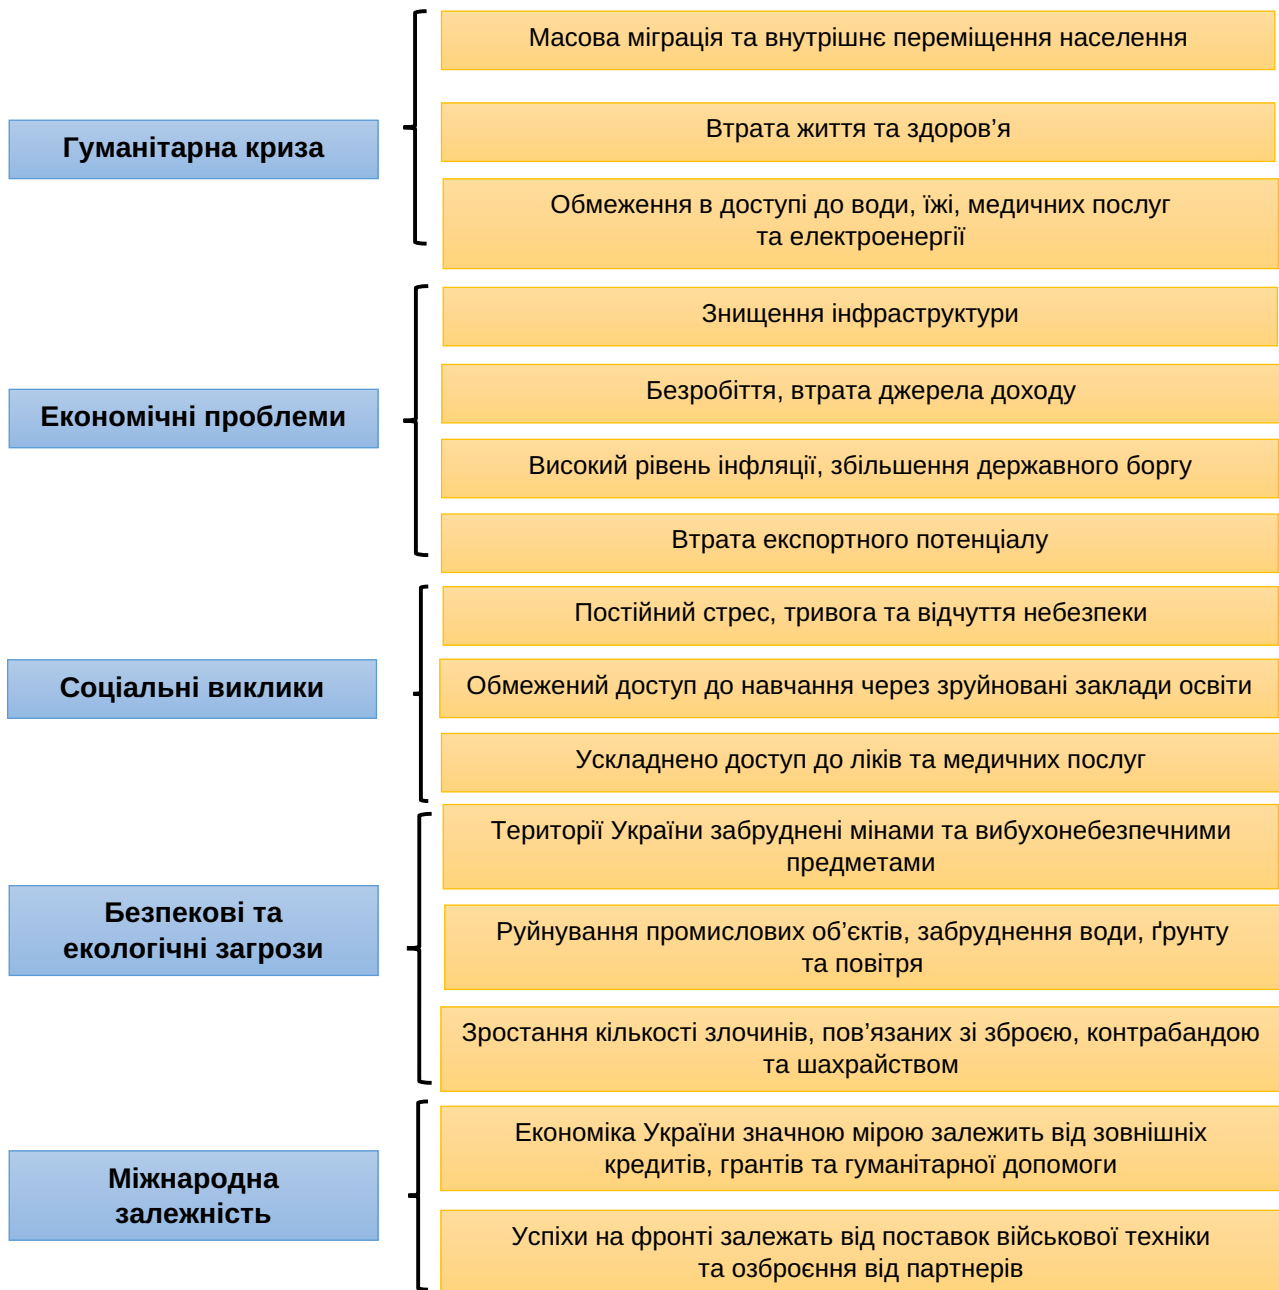 Гуманітарна криза
Масова міграція та внутрішнє переміщення населення
Втрата життя та здоров’я
Обмеження в доступі до води, їжі, медичних послуг
та електроенергії
Економічні проблеми
Знищення інфраструктури
Безробіття, втрата джерела доходу
Високий рівень інфляції, збільшення державного боргу
Втрата експортного потенціалу
Соціальні виклики
Постійний стрес, тривога та відчуття небезпеки
Обмежений доступ до навчання через зруйновані заклади освіти
Ускладнено доступ до ліків та медичних послуг
Безпекові та
екологічні загрози
Території України забруднені мінами та вибухонебезпечними
предметами
Руйнування промислових об’єктів, забруднення води, ґрунту
та повітря
Зростання кількості злочинів, пов’язаних зі зброєю, контрабандою
та шахрайством
Міжнародна
залежність
Економіка України значною мірою залежить від зовнішніх
кредитів, грантів та гуманітарної допомоги
Успіхи на фронті залежать від поставок військової техніки
та озброєння від партнерів